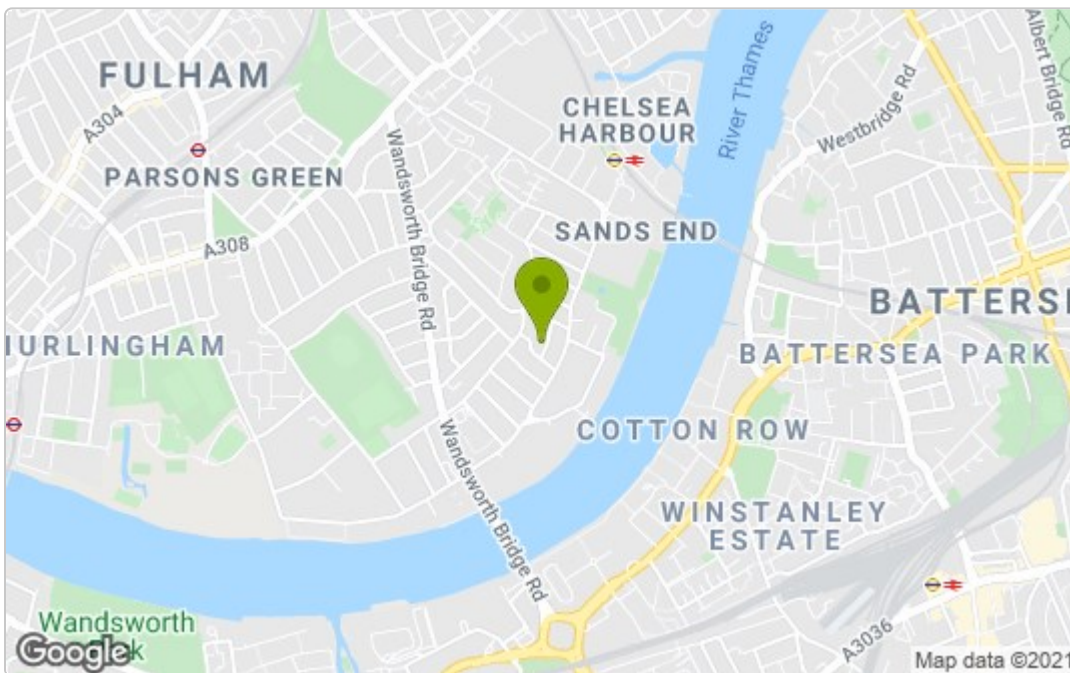 FULHAM
A304
PARSONS GREEN
A308
Wandsworth Bridge Rd
CHELSEA
HARBOUR
River Thames
Westbridge Rd
Albert Bridge Rd
SANDS END
BATTERSE
BATTERSEA PARK
HURLINGHAM
COTTON ROW
Wandsworth Bridge Rd
WINSTANLEY
ESTATE
A3036
Wandsworth
Google
Map data ©2021